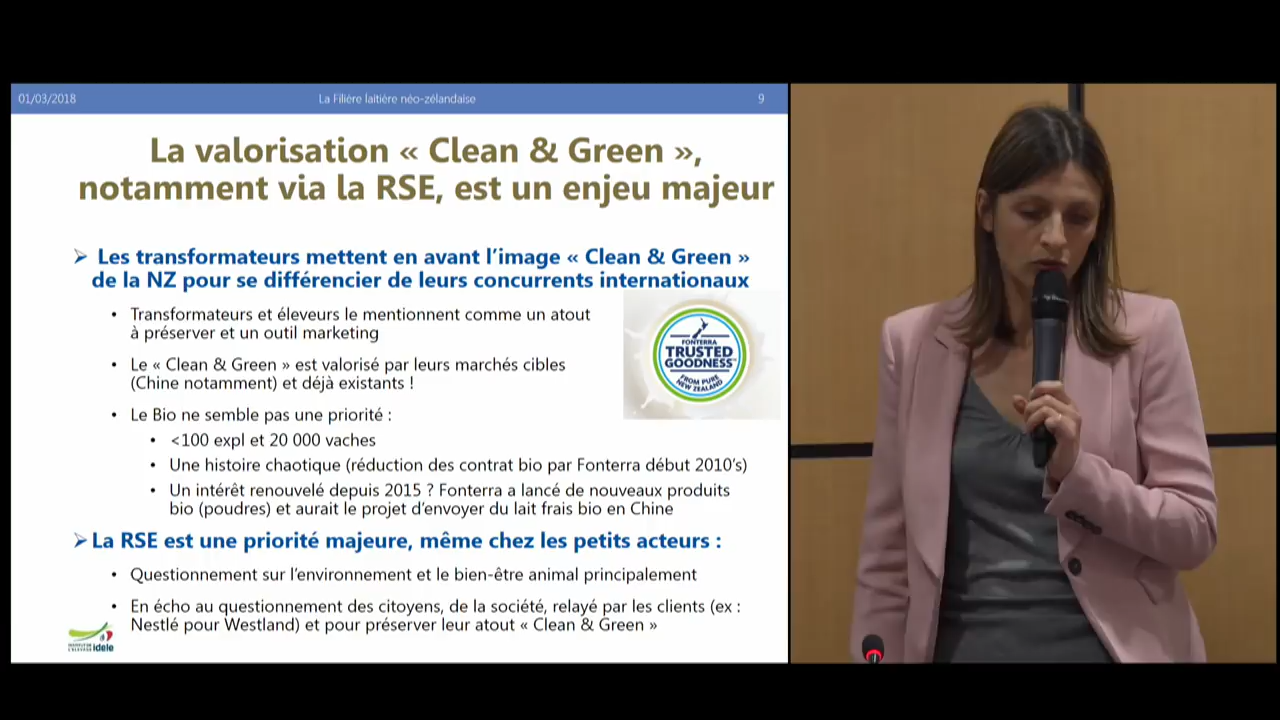 01/03/2018 La Filière laitière néo-zélandaise 9
La valorisation « Clean & Green »,
notamment via la RSE, est un enjeu majeur
➢ Les transformateurs mettent en avant l’image « Clean & Green »
de la NZ pour se différencier de leurs concurrents internationaux
• Transformateurs et éleveurs le mentionnent comme un atout
à préserver et un outil marketing
• Le « Clean & Green » est valorisé par leurs marchés cibles
(Chine notamment) et déjà existants !
FONTERRA
TRUSTED
GOODNESS™
FROM PURE
NEW ZEALAND
• Le Bio ne semble pas une priorité :
• <100 expl et 20 000 vaches
• Une histoire chaotique (réduction des contrat bio par Fonterra début 2010’s)
• Un intérêt renouvelé depuis 2015 ? Fonterra a lancé de nouveaux produits
bio (poudres) et aurait le projet d’envoyer du lait frais bio en Chine
➢ La RSE est une priorité majeure, même chez les petits acteurs :
• Questionnement sur l’environnement et le bien-être animal principalement
• En écho au questionnement des citoyens, de la société, relayé par les clients (ex :
Nestlé pour Westland) et pour préserver leur atout « Clean & Green »
INSTITUT DE
L'ELEVAGE idele